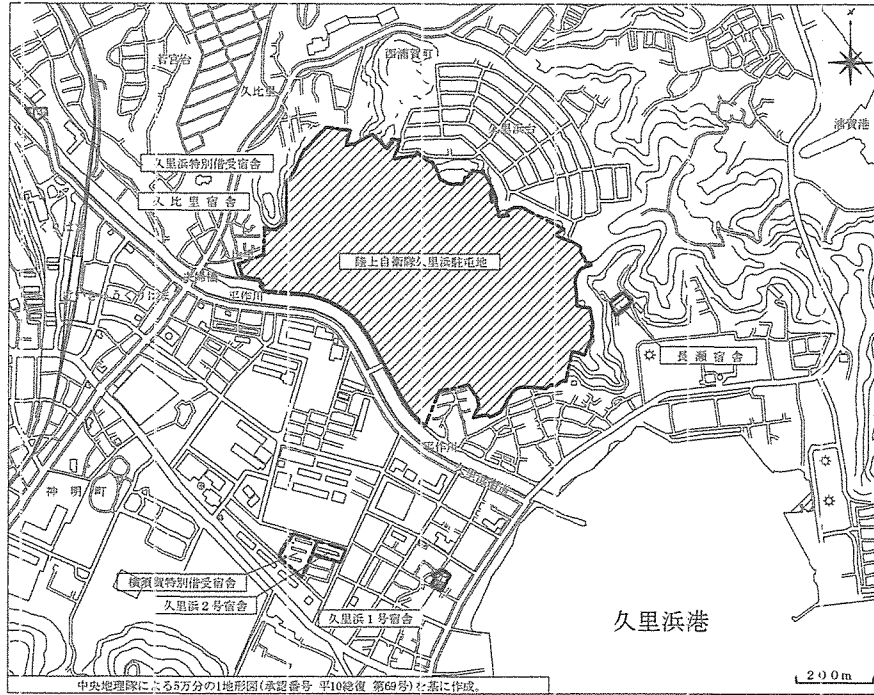 若宮台
久比里
西浦賀町
久里浜台
浦賀港
久里浜特別借受宿舎
久比里宿舎
陸上自衛隊久里浜駐屯地
平作川
長瀬宿舎
平作川
神明町
横須賀特別借受宿舎
久里浜2号宿舎
久里浜1号宿舎
久里浜港
200m
中央地理隊による5万分の1地形図(承認番号 平10総複 第69号)を基に作成。